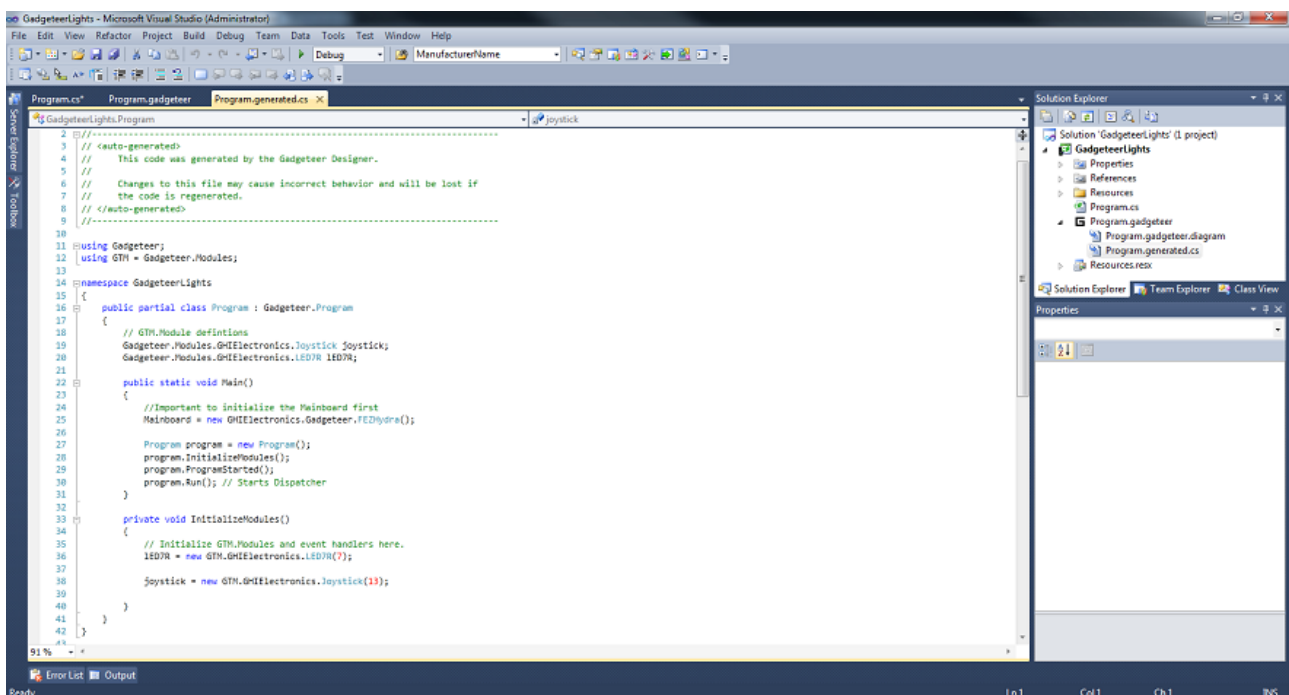 GadgeteerLights - Microsoft Visual Studio (Administrator)
File Edit View Refactor Project Build Debug Team Data Tools Test Window Help
Debug ManufacturerName
Program.cs* Program.gadgeteer Program.generated.cs
GadgeteerLights.Program joystick
2 //------------------------------------------------------------------------------
3 // <auto-generated>
4 //     This code was generated by the Gadgeteer Designer.
5 //
6 //     Changes to this file may cause incorrect behavior and will be lost if
7 //     the code is regenerated.
8 // </auto-generated>
9 //------------------------------------------------------------------------------
10
11 using Gadgeteer;
12 using GTM = Gadgeteer.Modules;
13
14 namespace GadgeteerLights
15 {
16     public partial class Program : Gadgeteer.Program
17     {
18         // GTM.Module defintions
19         Gadgeteer.Modules.GHIElectronics.Joystick joystick;
20         Gadgeteer.Modules.GHIElectronics.LED7R lED7R;
21
22         public static void Main()
23         {
24             //Important to initialize the Mainboard first
25             Mainboard = new GHIElectronics.Gadgeteer.FEZHydra();
26
27             Program program = new Program();
28             program.InitializeModules();
29             program.ProgramStarted();
30             program.Run(); // Starts Dispatcher
31         }
32
33         private void InitializeModules()
34         {
35             // Initialize GTM.Modules and event handlers here.
36             lED7R = new GTM.GHIElectronics.LED7R(7);
37
38             joystick = new GTM.GHIElectronics.Joystick(13);
39
40         }
41     }
42 }
43
91 %
Server Explorer
Toolbox
Solution Explorer
Solution 'GadgeteerLights' (1 project)
GadgeteerLights
Properties
References
Resources
Program.cs
Program.gadgeteer
Program.gadgeteer.diagram
Program.generated.cs
Resources.resx
Solution Explorer Team Explorer Class View
Properties
Error List Output
Ready Ln 1 Col 1 Ch 1 INS